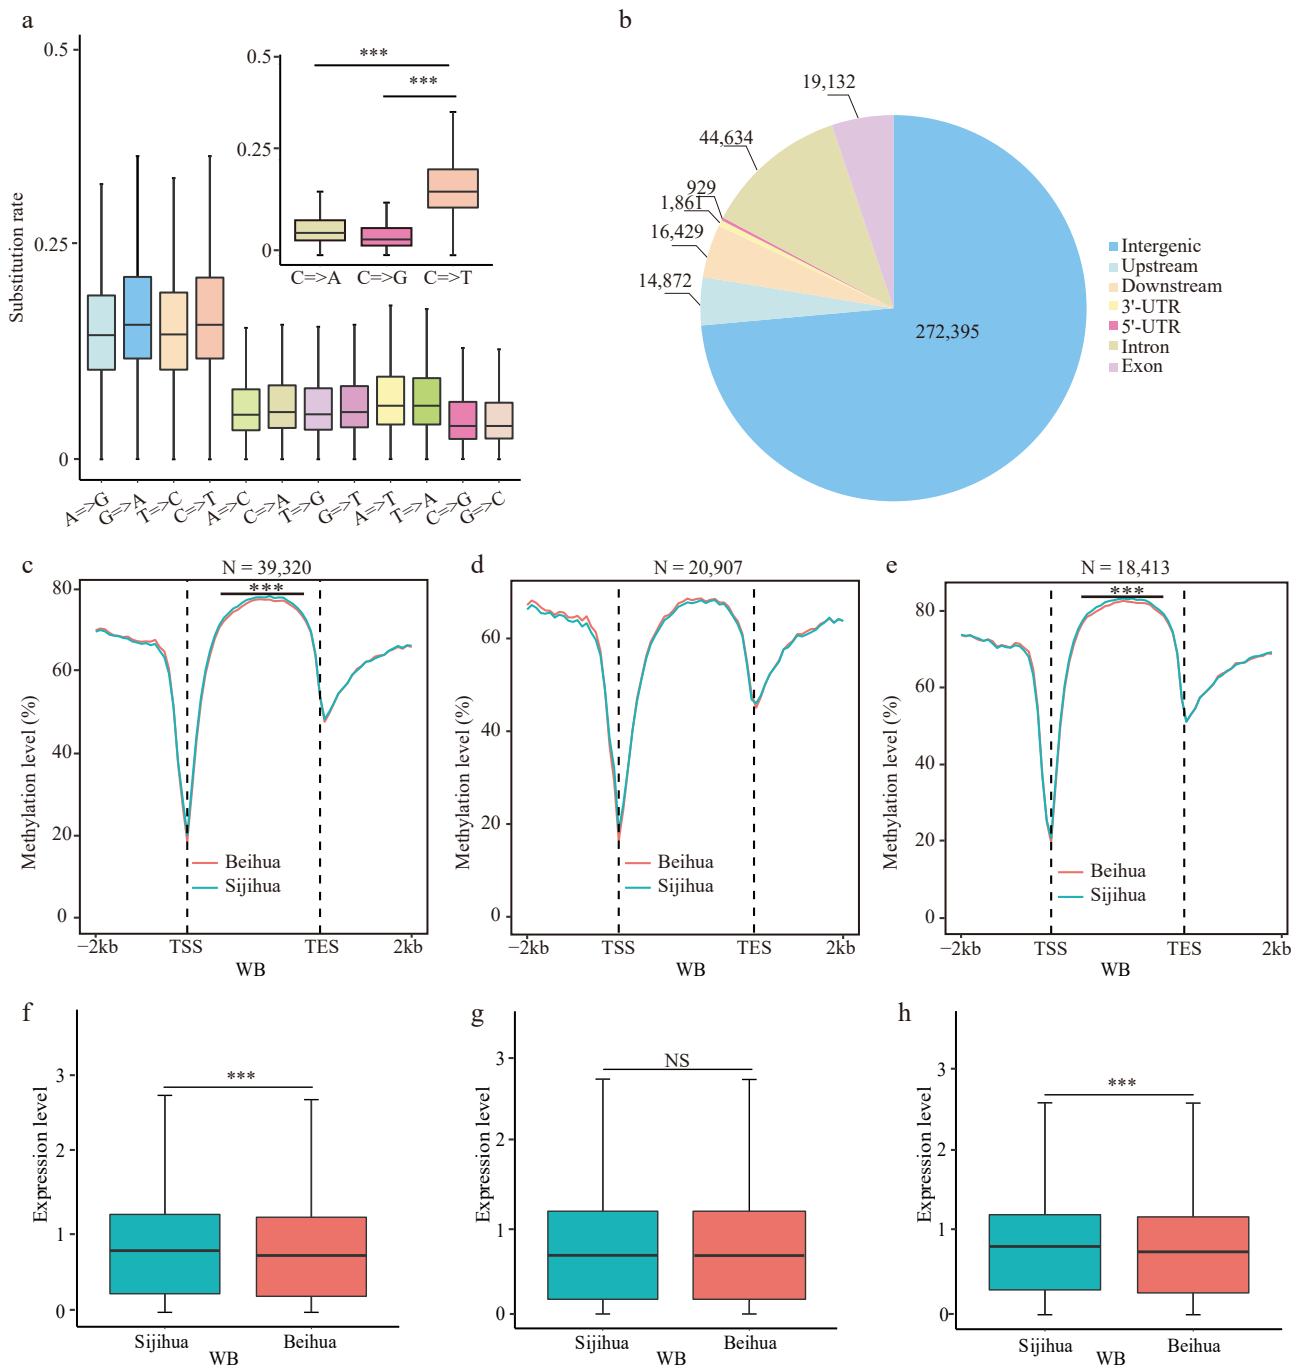 a
Substitution rate
0.5
0.25
0
A=>G
G=>A
T=>C
C=>T
A=>C
C=>A
T=>G
G=>T
A=>T
T=>A
C=>G
G=>C
0.5
0.25
0
***
***
C=>A
C=>G
C=>T
b
19,132
44,634
929
1,861
16,429
14,872
272,395
Intergenic
Upstream
Downstream
3'-UTR
5'-UTR
Intron
Exon
c
N = 39,320
***
Methylation level (%)
80
60
40
20
0
Beihua
Sijihua
−2kb
TSS
TES
2kb
WB
d
N = 20,907
Methylation level (%)
60
40
20
0
Beihua
Sijihua
−2kb
TSS
TES
2kb
WB
e
N = 18,413
***
Methylation level (%)
80
60
40
20
0
Beihua
Sijihua
−2kb
TSS
TES
2kb
WB
f
Expression level
3
2
1
0
***
Sijihua
Beihua
WB
g
Expression level
3
2
1
0
NS
Sijihua
Beihua
WB
h
Expression level
3
2
1
0
***
Sijihua
Beihua
WB